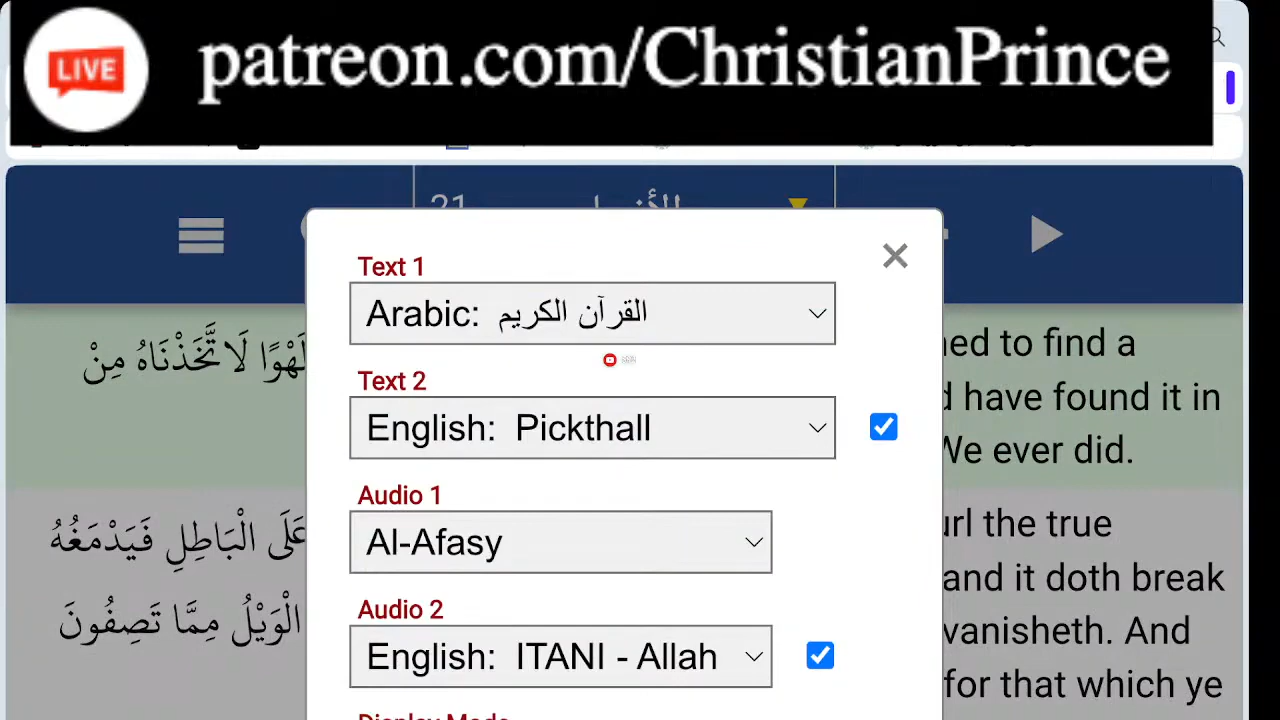 LIVE
patreon.com/ChristianPrince
21
Text 1
Arabic: القرآن الكريم
Text 2
English: Pickthall
Audio 1
Al-Afasy
Audio 2
English: ITANI - Allah
لَهْوًا لَاتَّخَذْنَاهُ مِنْ
عَلَى الْبَاطِلِ فَيَدْمَغُهُ
الْوَيْلُ مِمَّا تَصِفُونَ
to find a
have found it in
We ever did.
the true
and it doth break
vanisheth. And
for that which ye